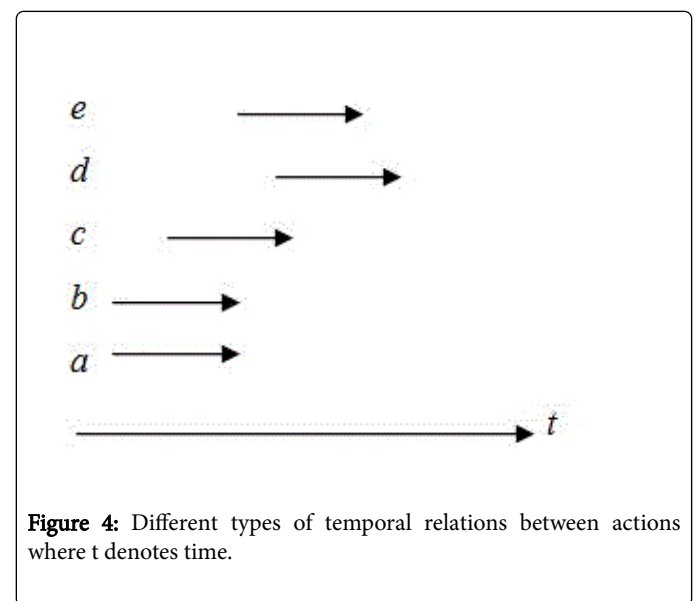 e
d
c
b
a
t
Figure 4: Different types of temporal relations between actions
where t denotes time.